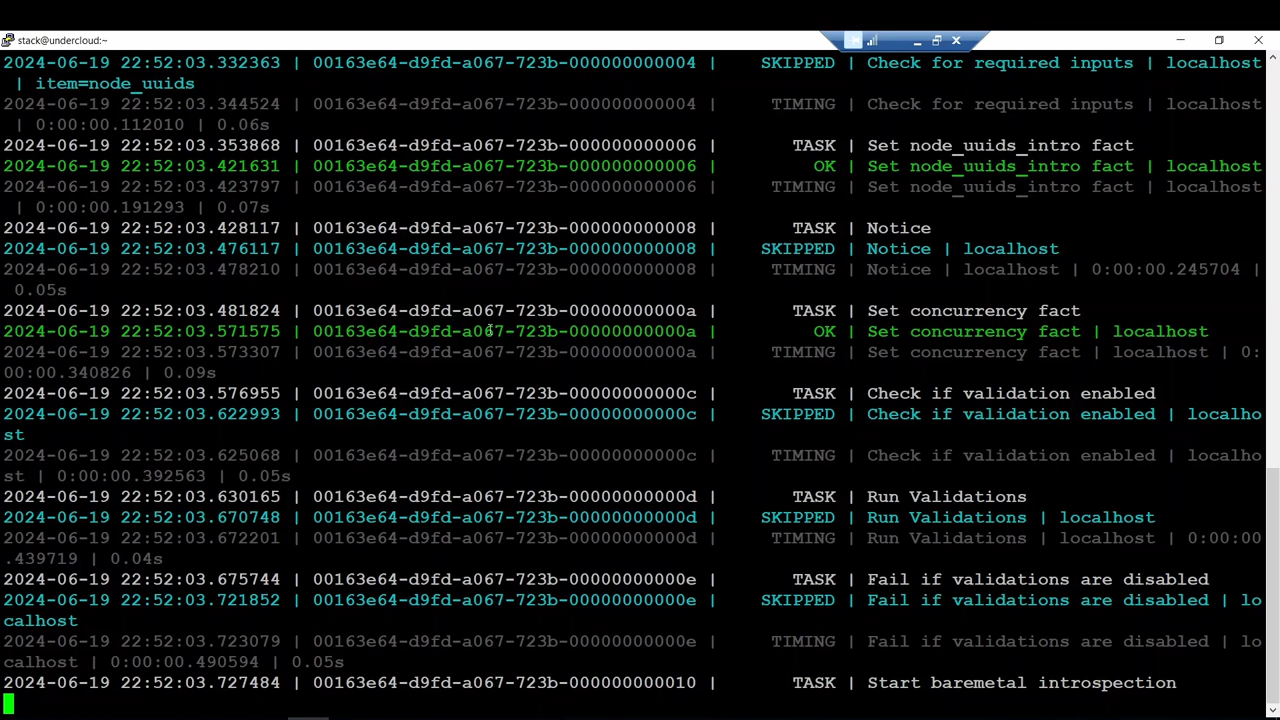 stack@undercloud:~
2024-06-19 22:52:03.332363 | 00163e64-d9fd-a067-723b-000000000004 |    SKIPPED | Check for required inputs | localhost
 | item=node_uuids
2024-06-19 22:52:03.344524 | 00163e64-d9fd-a067-723b-000000000004 |     TIMING | Check for required inputs | localhost
 | 0:00:00.112010 | 0.06s
2024-06-19 22:52:03.353868 | 00163e64-d9fd-a067-723b-000000000006 |       TASK | Set node_uuids_intro fact
2024-06-19 22:52:03.421631 | 00163e64-d9fd-a067-723b-000000000006 |         OK | Set node_uuids_intro fact | localhost
2024-06-19 22:52:03.423797 | 00163e64-d9fd-a067-723b-000000000006 |     TIMING | Set node_uuids_intro fact | localhost
 | 0:00:00.191293 | 0.07s
2024-06-19 22:52:03.428117 | 00163e64-d9fd-a067-723b-000000000008 |       TASK | Notice
2024-06-19 22:52:03.476117 | 00163e64-d9fd-a067-723b-000000000008 |    SKIPPED | Notice | localhost
2024-06-19 22:52:03.478210 | 00163e64-d9fd-a067-723b-000000000008 |     TIMING | Notice | localhost | 0:00:00.245704 |
 0.05s
2024-06-19 22:52:03.481824 | 00163e64-d9fd-a067-723b-00000000000a |       TASK | Set concurrency fact
2024-06-19 22:52:03.571575 | 00163e64-d9fd-a067-723b-00000000000a |         OK | Set concurrency fact | localhost
2024-06-19 22:52:03.573307 | 00163e64-d9fd-a067-723b-00000000000a |     TIMING | Set concurrency fact | localhost | 0:
00:00.340826 | 0.09s
2024-06-19 22:52:03.576955 | 00163e64-d9fd-a067-723b-00000000000c |       TASK | Check if validation enabled
2024-06-19 22:52:03.622993 | 00163e64-d9fd-a067-723b-00000000000c |    SKIPPED | Check if validation enabled | localho
st
2024-06-19 22:52:03.625068 | 00163e64-d9fd-a067-723b-00000000000c |     TIMING | Check if validation enabled | localho
st | 0:00:00.392563 | 0.05s
2024-06-19 22:52:03.630165 | 00163e64-d9fd-a067-723b-00000000000d |       TASK | Run Validations
2024-06-19 22:52:03.670748 | 00163e64-d9fd-a067-723b-00000000000d |    SKIPPED | Run Validations | localhost
2024-06-19 22:52:03.672201 | 00163e64-d9fd-a067-723b-00000000000d |     TIMING | Run Validations | localhost | 0:00:00
.439719 | 0.04s
2024-06-19 22:52:03.675744 | 00163e64-d9fd-a067-723b-00000000000e |       TASK | Fail if validations are disabled
2024-06-19 22:52:03.721852 | 00163e64-d9fd-a067-723b-00000000000e |    SKIPPED | Fail if validations are disabled | lo
calhost
2024-06-19 22:52:03.723079 | 00163e64-d9fd-a067-723b-00000000000e |     TIMING | Fail if validations are disabled | lo
calhost | 0:00:00.490594 | 0.05s
2024-06-19 22:52:03.727484 | 00163e64-d9fd-a067-723b-000000000010 |       TASK | Start baremetal introspection